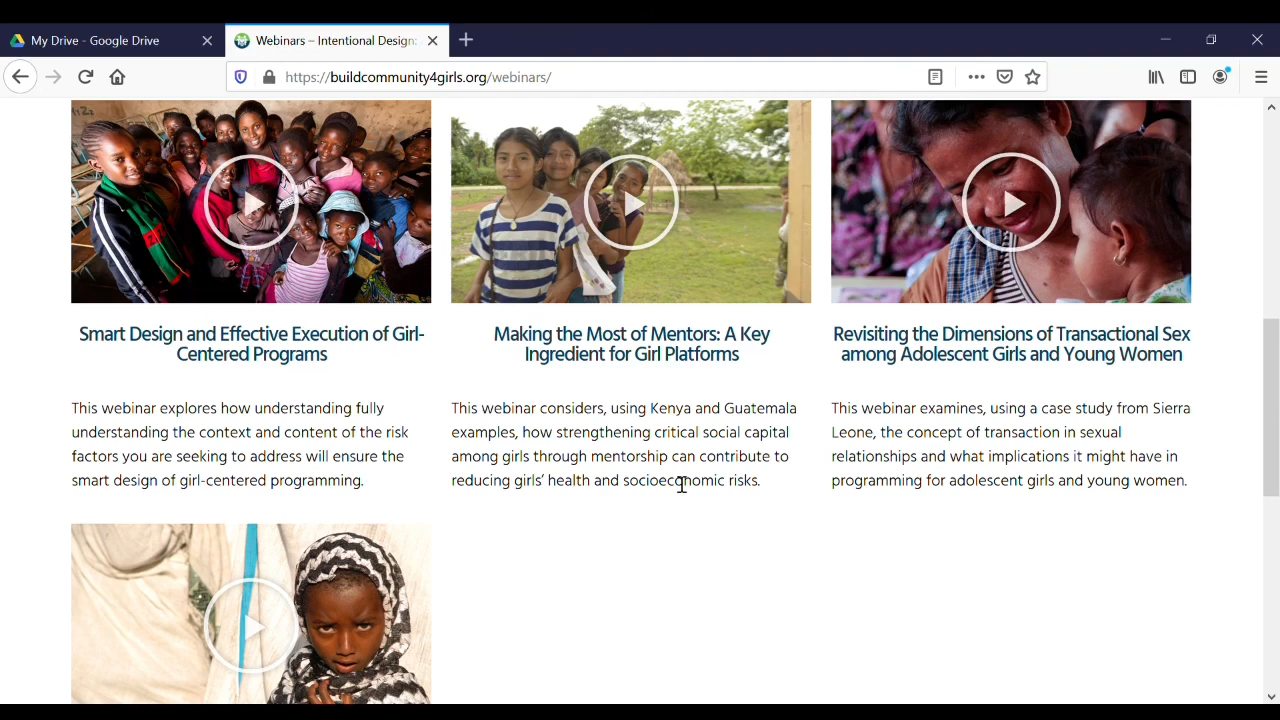 My Drive - Google Drive
Webinars – Intentional Design:
https://buildcommunity4girls.org/webinars/
Smart Design and Effective Execution of Girl-
Centered Programs
This webinar explores how understanding fully
understanding the context and content of the risk
factors you are seeking to address will ensure the
smart design of girl-centered programming.
Making the Most of Mentors: A Key
Ingredient for Girl Platforms
This webinar considers, using Kenya and Guatemala
examples, how strengthening critical social capital
among girls through mentorship can contribute to
reducing girls’ health and socioeconomic risks.
Revisiting the Dimensions of Transactional Sex
among Adolescent Girls and Young Women
This webinar examines, using a case study from Sierra
Leone, the concept of transaction in sexual
relationships and what implications it might have in
programming for adolescent girls and young women.